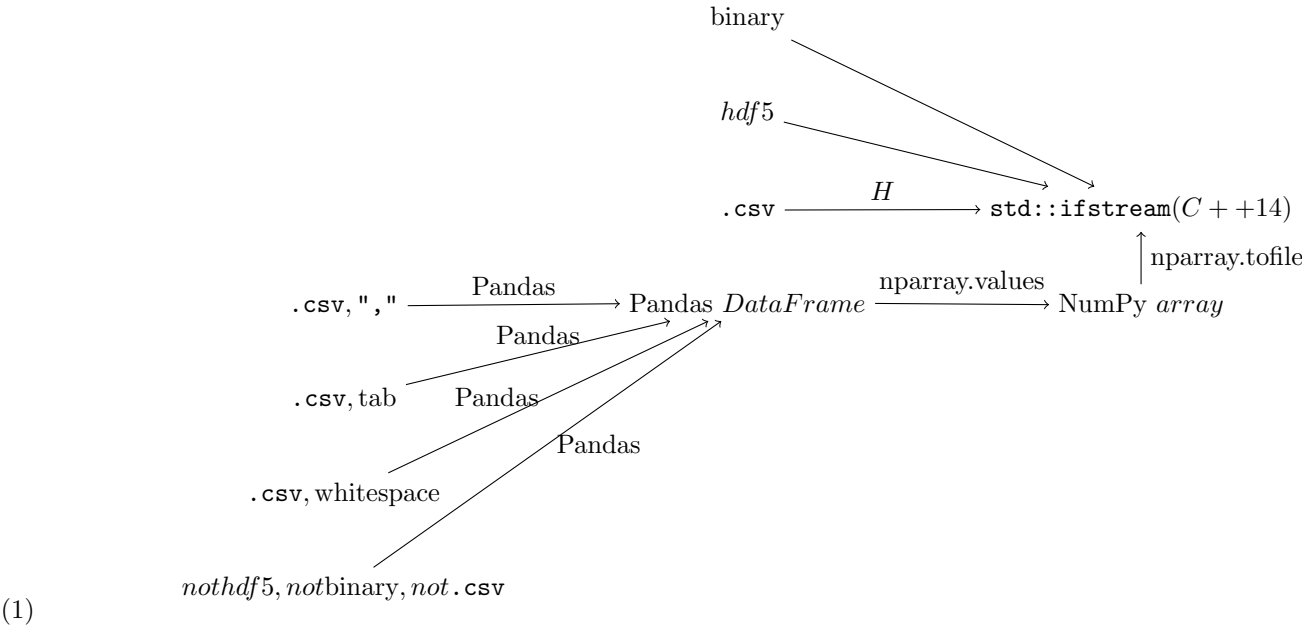 binary
hdf5
H
.csv std::ifstream(C + +14)
nparray.tofile
Pandas nparray.values
.csv, "," Pandas DataFrame NumPy array
Pandas
.csv, tab Pandas
Pandas
.csv, whitespace
nothdf5, notbinary, not.csv
(1)